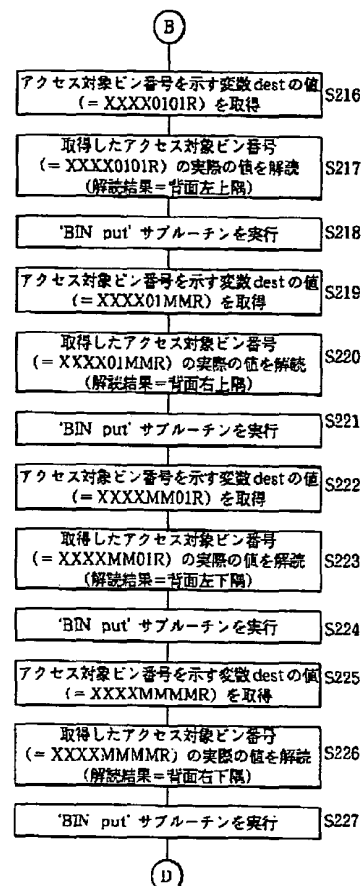 B
アクセス対象ビン番号を示す変数destの値
(=XXXX0101R)を取得
S216
取得したアクセス対象ビン番号
(=XXXX0101R)の実際の値を解読
(解読結果=背面左上隅)
S217
'BIN put' サブルーチンを実行
S218
アクセス対象ビン番号を示す変数destの値
(=XXXX01MMR)を取得
S219
取得したアクセス対象ビン番号
(=XXXX01MMR)の実際の値を解読
(解読結果=背面右上隅)
S220
'BIN put' サブルーチンを実行
S221
アクセス対象ビン番号を示す変数destの値
(=XXXXMM01R)を取得
S222
取得したアクセス対象ビン番号
(=XXXXMM01R)の実際の値を解読
(解読結果=背面左下隅)
S223
'BIN put' サブルーチンを実行
S224
アクセス対象ビン番号を示す変数destの値
(=XXXXMMMMR)を取得
S225
取得したアクセス対象ビン番号
(=XXXXMMMMR)の実際の値を解読
(解読結果=背面右下隅)
S226
'BIN put' サブルーチンを実行
S227
D